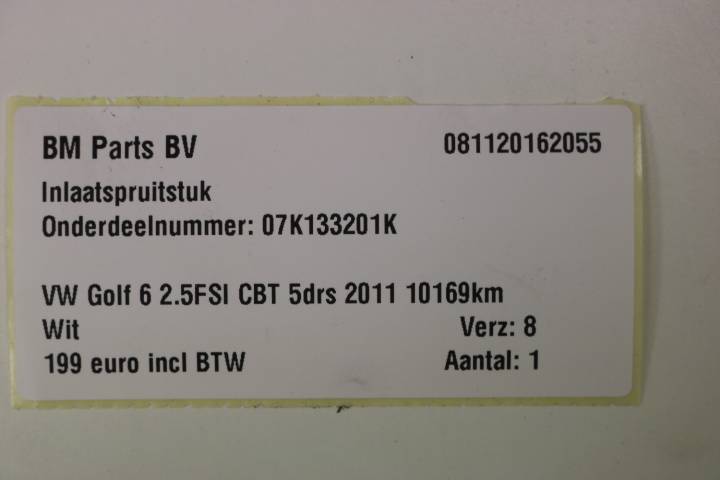 BM Parts BV 081120162055
Inlaatspruitstuk
Onderdeelnummer: 07K133201K
VW Golf 6 2.5FSI CBT 5drs 2011 10169km
Wit Verz: 8
199 euro incl BTW Aantal: 1